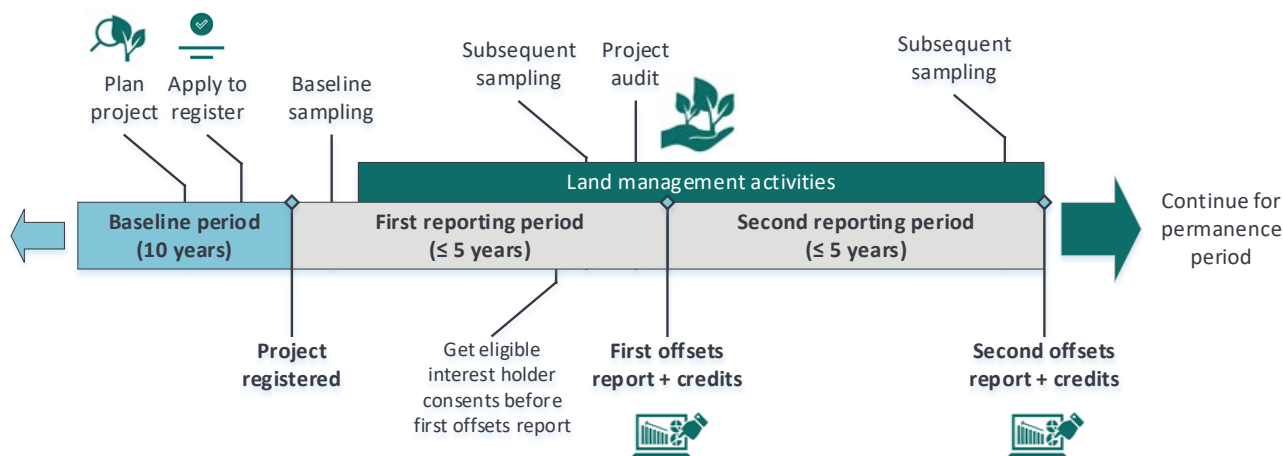 Plan
project
Apply to
register
Baseline
sampling
Subsequent
sampling
Project
audit
Subsequent
sampling
Land management activities
Baseline period
(10 years)
First reporting period
(≤ 5 years)
Second reporting period
(≤ 5 years)
Continue for
permanence
period
Project
registered
Get eligible
interest holder
consents before
first offsets report
First offsets
report + credits
Second offsets
report + credits